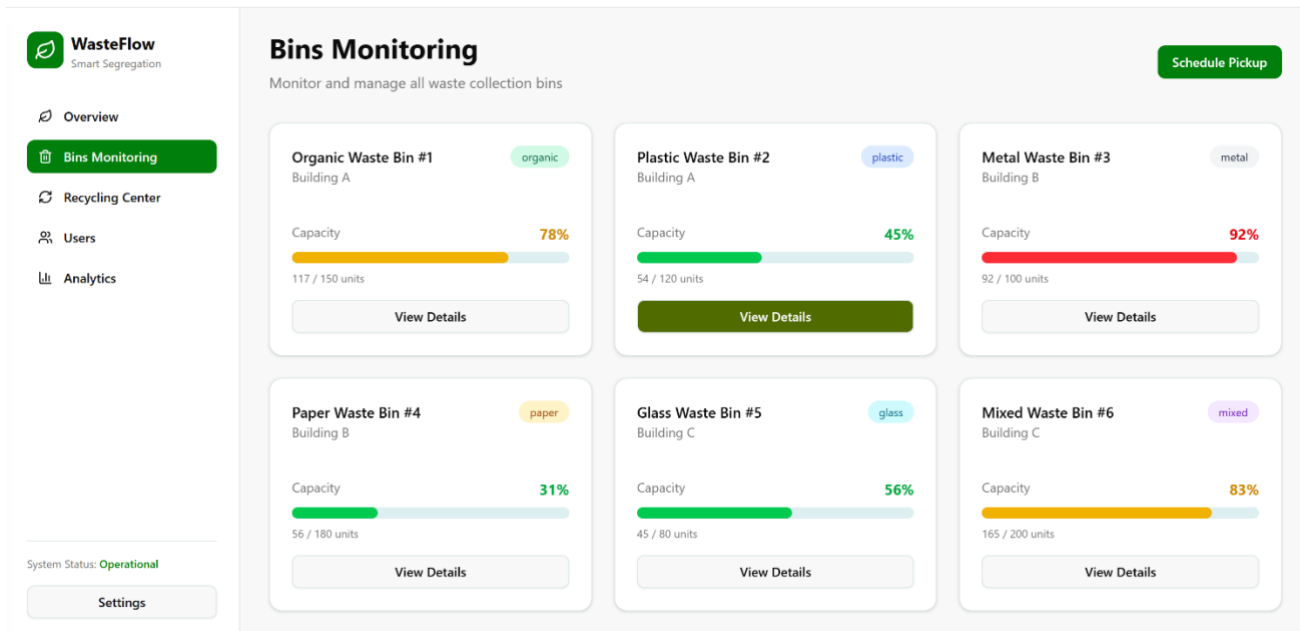 WasteFlow
Smart Segregation
Overview
Bins Monitoring
Recycling Center
Users
Analytics
System Status: Operational
Settings
Bins Monitoring
Monitor and manage all waste collection bins
Schedule Pickup
Organic Waste Bin #1
organic
Building A
Capacity
78%
117 / 150 units
View Details
Plastic Waste Bin #2
plastic
Building A
Capacity
45%
54 / 120 units
View Details
Metal Waste Bin #3
metal
Building B
Capacity
92%
92 / 100 units
View Details
Paper Waste Bin #4
paper
Building B
Capacity
31%
56 / 180 units
View Details
Glass Waste Bin #5
glass
Building C
Capacity
56%
45 / 80 units
View Details
Mixed Waste Bin #6
mixed
Building C
Capacity
83%
165 / 200 units
View Details